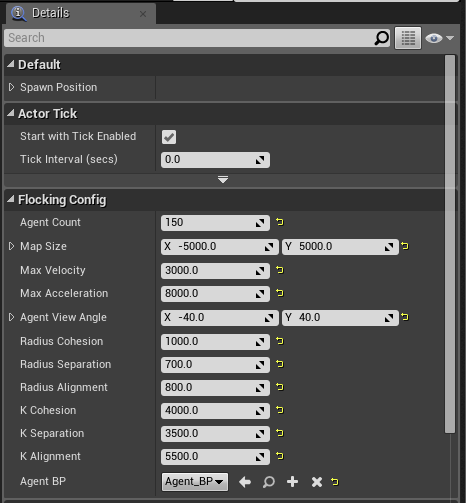 Details
Search
Default
Spawn Position
Actor Tick
Start with Tick Enabled
Tick Interval (secs) 0.0
Flocking Config
Agent Count 150
Map Size X -5000.0 Y 5000.0
Max Velocity 3000.0
Max Acceleration 8000.0
Agent View Angle X -40.0 Y 40.0
Radius Cohesion 1000.0
Radius Separation 700.0
Radius Alignment 800.0
K Cohesion 4000.0
K Separation 3500.0
K Alignment 5500.0
Agent BP Agent_BP